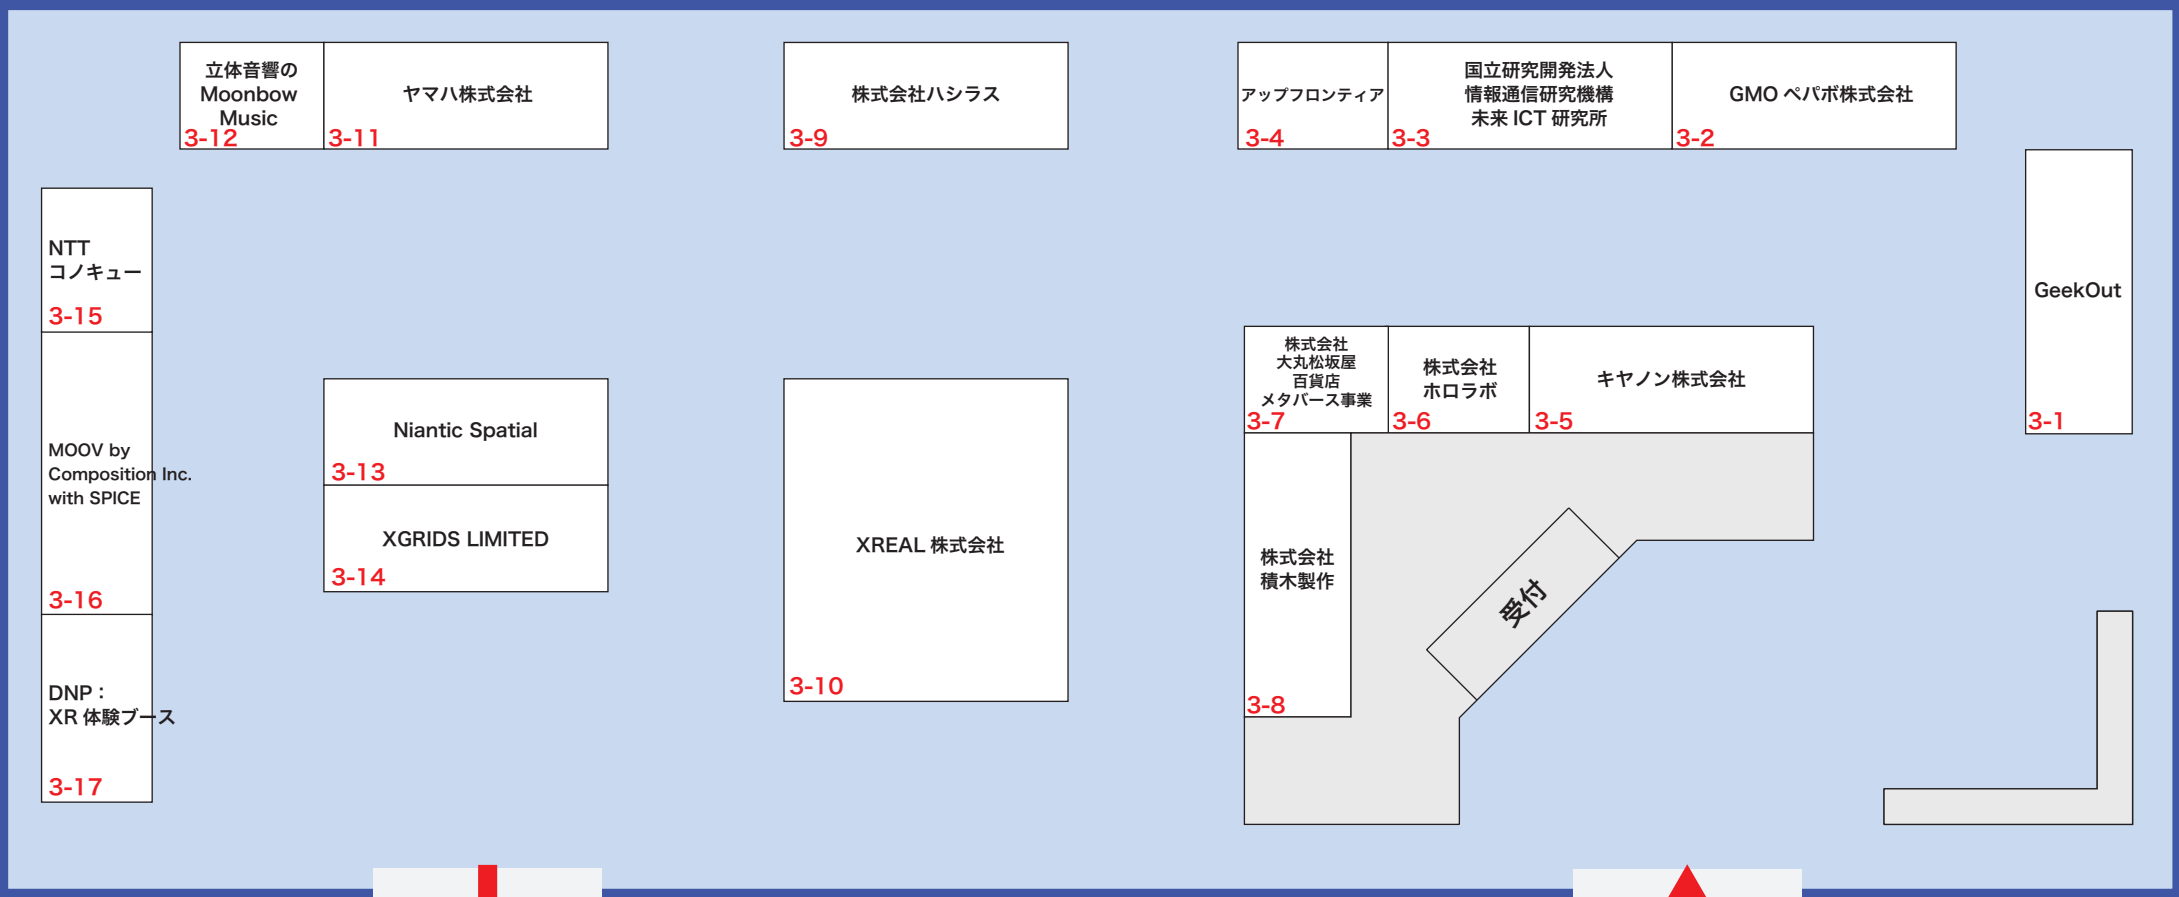 立体音響の
Moonbow
Music
3-12
ヤマハ株式会社
3-11
株式会社ハシラス
3-9
アップフロンティア
3-4
国立研究開発法人
情報通信研究機構
未来 ICT 研究所
3-3
GMO ペパボ株式会社
3-2
NTT
コノキュー
3-15
GeekOut
3-1
株式会社
大丸松坂屋
百貨店
メタバース事業
3-7
株式会社
ホロラボ
3-6
キヤノン株式会社
3-5
MOOV by
Composition Inc.
with SPICE
3-16
Niantic Spatial
3-13
XGRIDS LIMITED
3-14
XREAL 株式会社
3-10
株式会社
積木製作
3-8
受付
DNP：
XR 体験ブース
3-17